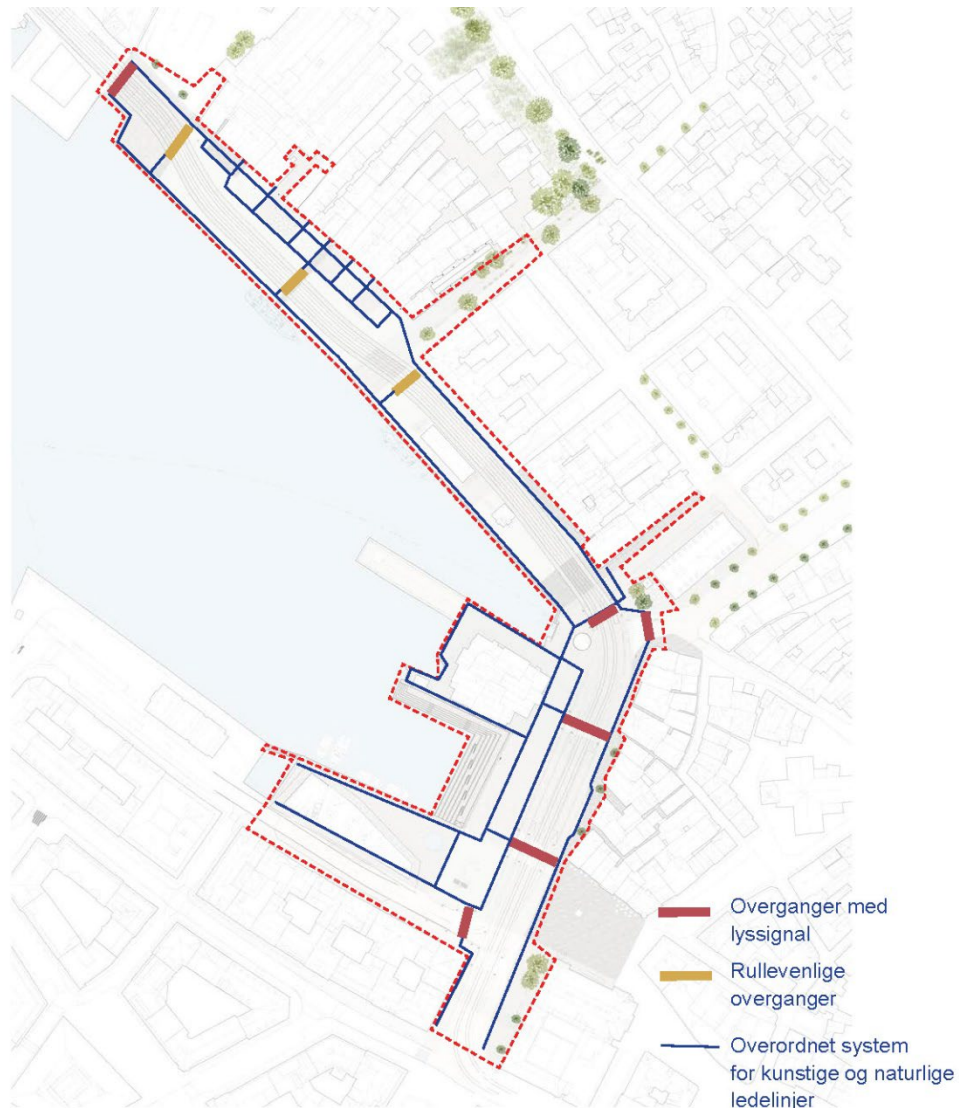 Overganger med
lyssignal
Rullevenlige
overganger
Overordnet system
for kunstige og naturlige
ledelinjer